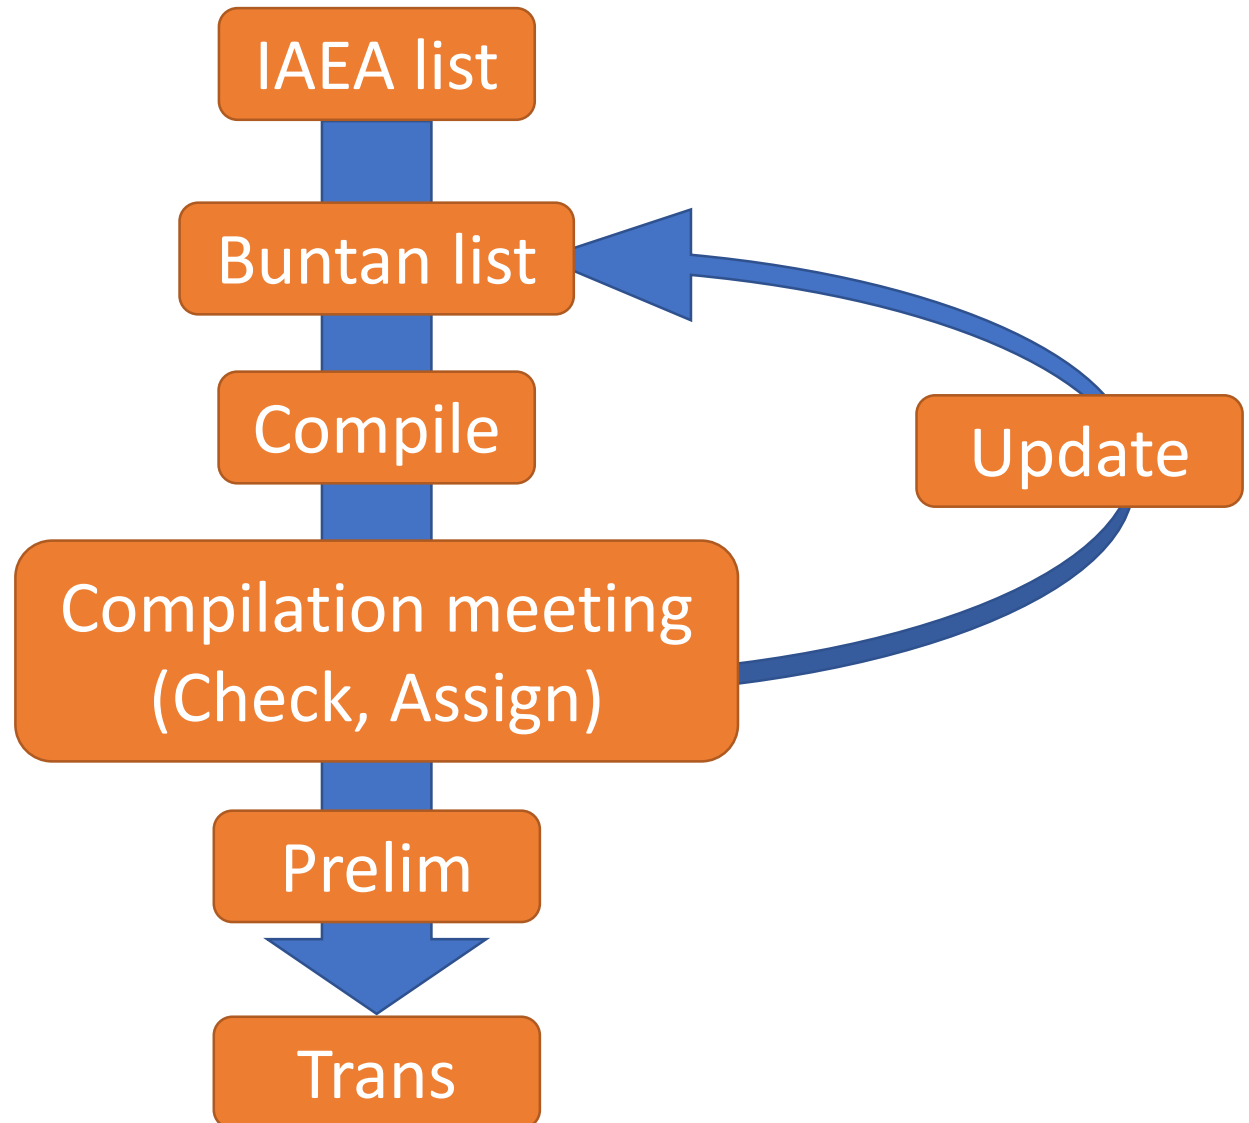 IAEA list
Buntan list
Compile
Update
Compilation meeting
(Check, Assign)
Prelim
Trans